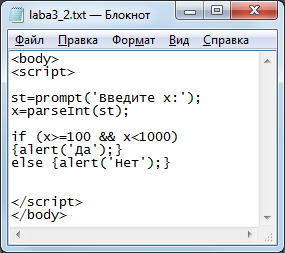 laba3_2.txt — Блокнот
Файл Правка Формат Вид Справка
<body>
<script>
st=prompt('Введите x:');
x=parseInt(st);
if (x>=100 && x<1000)
{alert('Да');}
else {alert('Нет');}
</script>
</body>